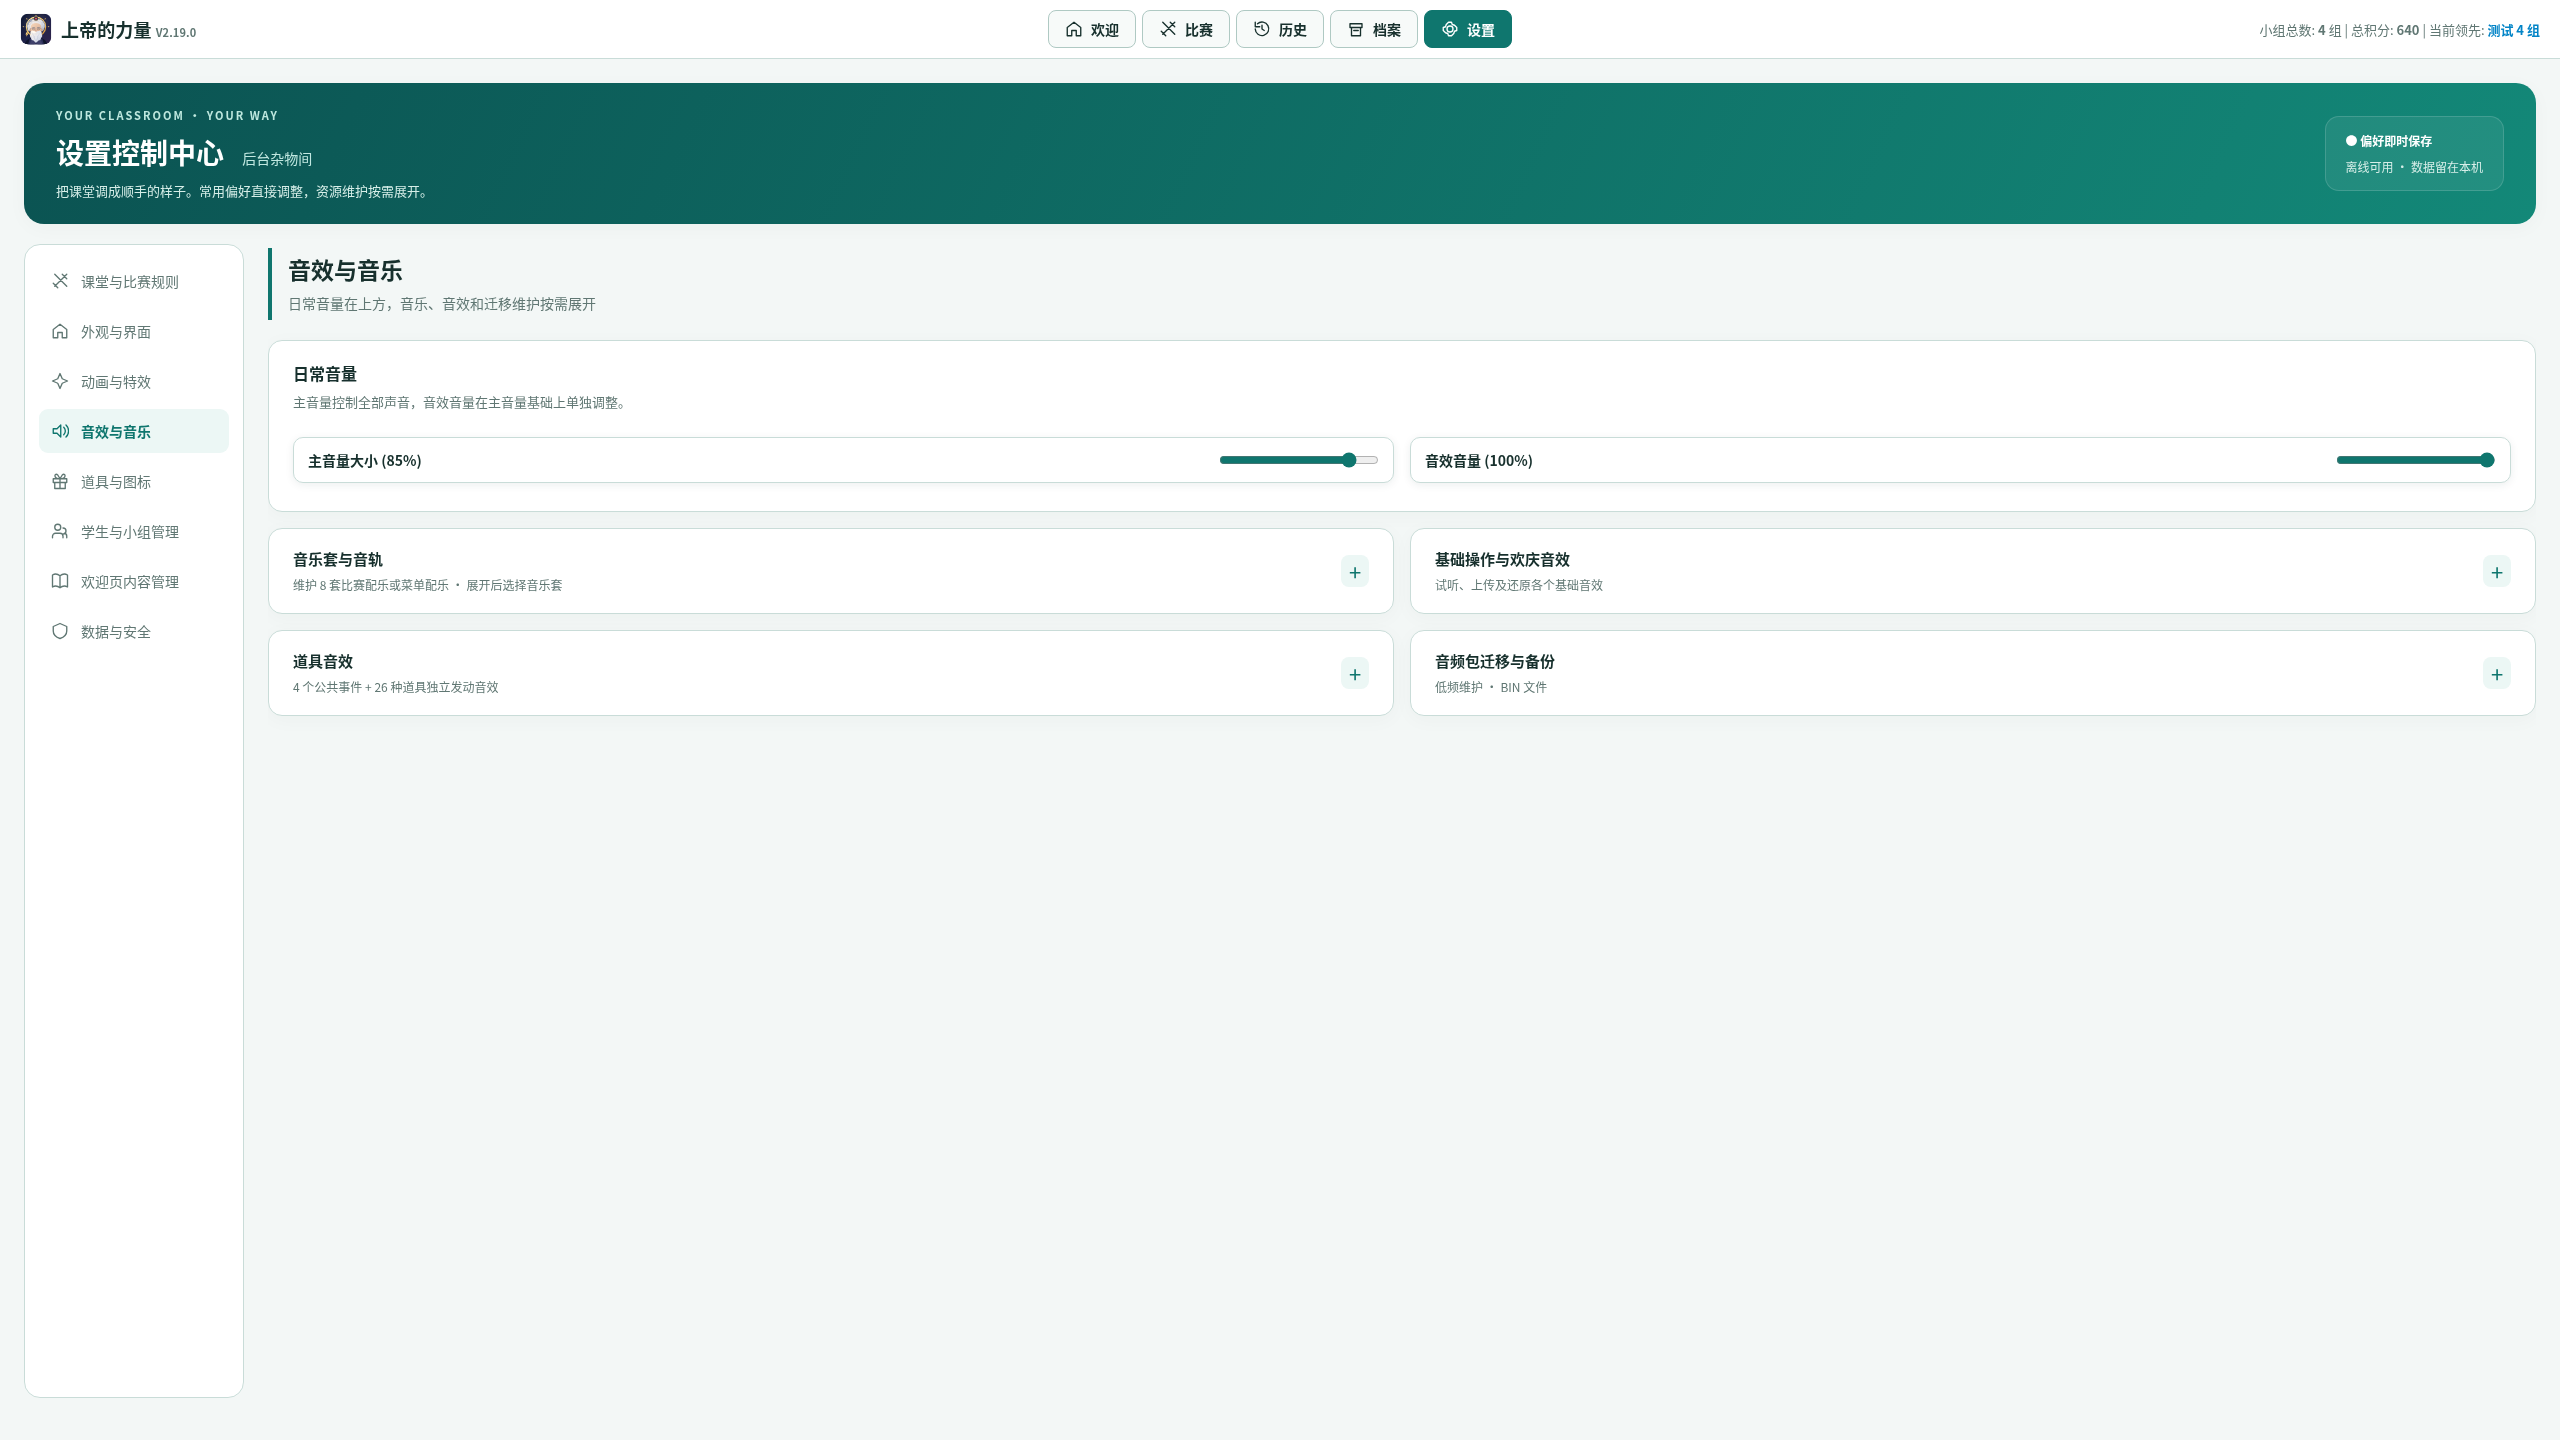 上帝的力量 V2.19.0
欢迎
比赛
历史
档案
设置
小组总数: 4 组 | 总积分: 640 | 当前领先: 测试 4 组
YOUR CLASSROOM • YOUR WAY
设置控制中心 后台杂物间
把课堂调成顺手的样子。常用偏好直接调整，资源维护按需展开。
偏好即时保存
离线可用 • 数据留在本机
课堂与比赛规则
外观与界面
动画与特效
音效与音乐
道具与图标
学生与小组管理
欢迎页内容管理
数据与安全
音效与音乐
日常音量在上方，音乐、音效和迁移维护按需展开
日常音量
主音量控制全部声音，音效音量在主音量基础上单独调整。
主音量大小 (85%)
音效音量 (100%)
音乐套与音轨
维护 8 套比赛配乐或菜单配乐 • 展开后选择音乐套
+
基础操作与欢庆音效
试听、上传及还原各个基础音效
+
道具音效
4 个公共事件 + 26 种道具独立发动音效
+
音频包迁移与备份
低频维护 • BIN 文件
+